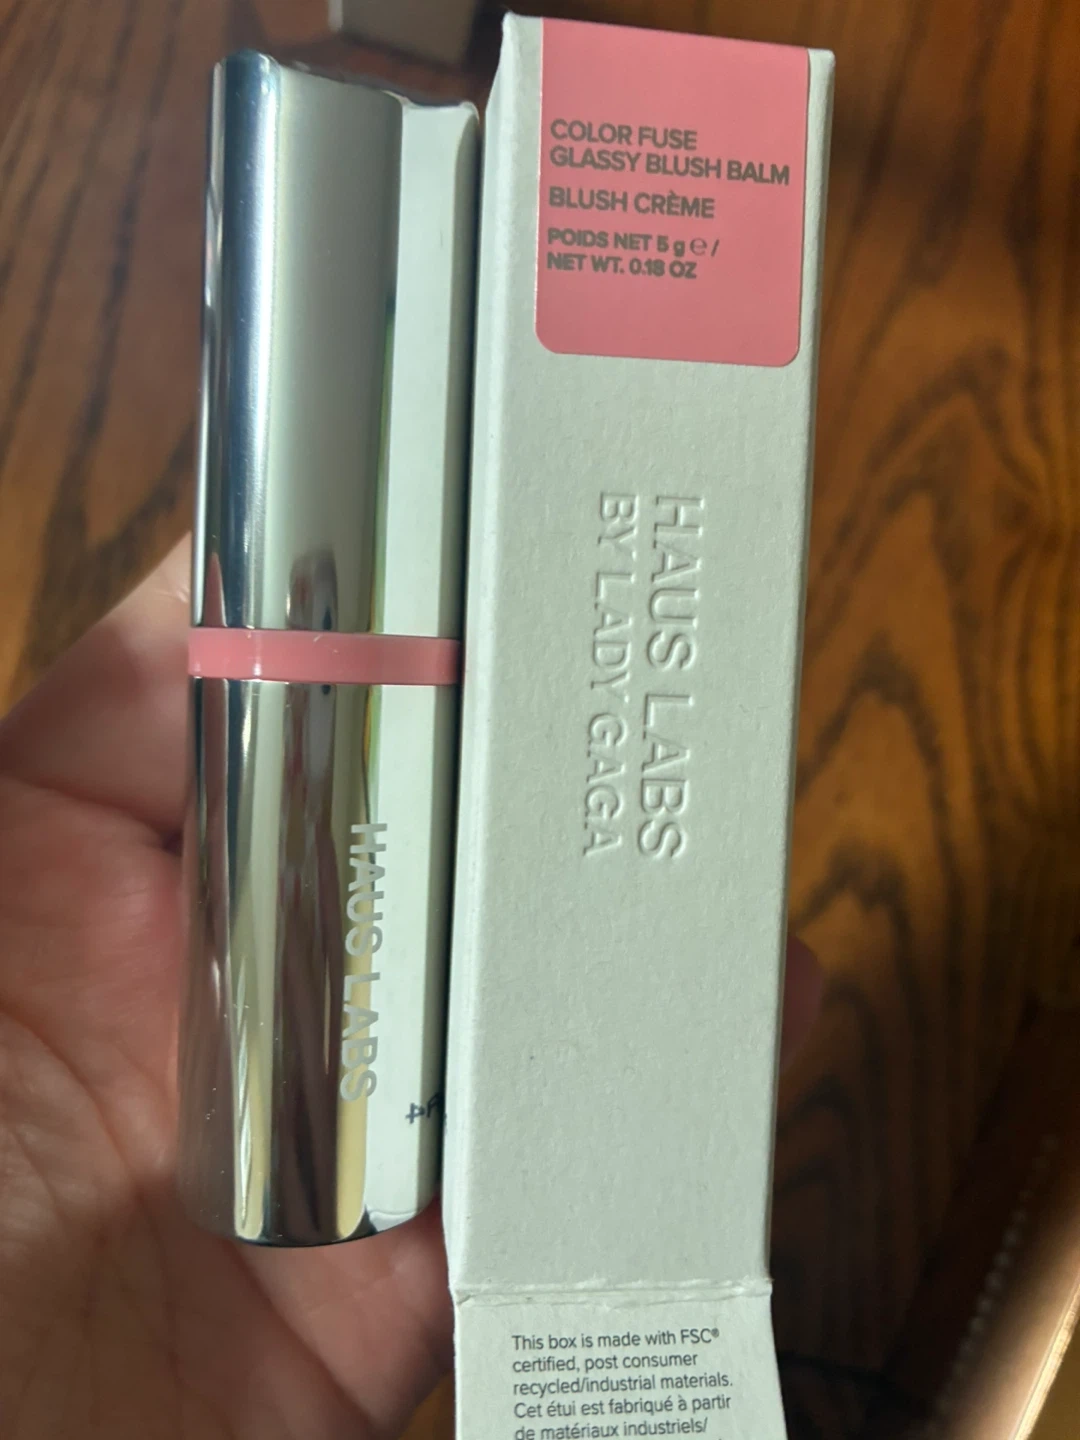 COLOR FUSE
GLASSY BLUSH BALM
BLUSH CRÈME
POIDS NET 5 g ℮ /
NET WT. 0.18 OZ
HAUS LABS
BY LADY GAGA
HAUS LABS
This box is made with FSC®
certified, post consumer
recycled/industrial materials.
Cet étui est fabriqué à partir
de matériaux industriels/